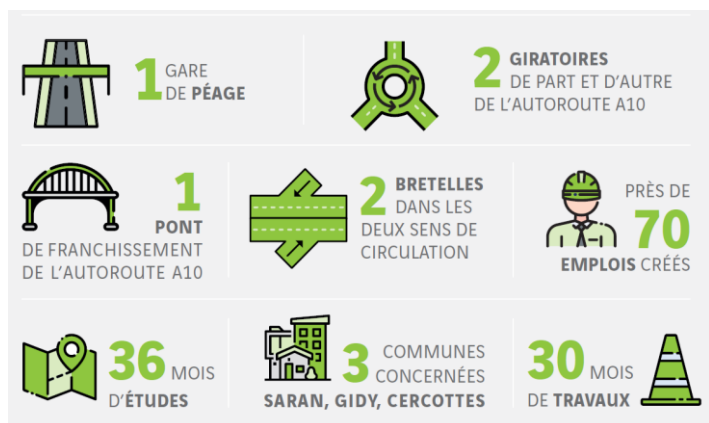 1 GARE
DE PÉAGE
2 GIRATOIRES
DE PART ET D'AUTRE
DE L'AUTOROUTE A10
1
PONT
DE FRANCHISSEMENT
DE L'AUTOROUTE A10
2 BRETELLES
DANS LES
DEUX SENS DE
CIRCULATION
PRÈS DE
70
EMPLOIS CRÉÉS
36 MOIS
D'ÉTUDES
3 COMMUNES
CONCERNÉES
SARAN, GIDY, CERCOTTES
30 MOIS
DE TRAVAUX